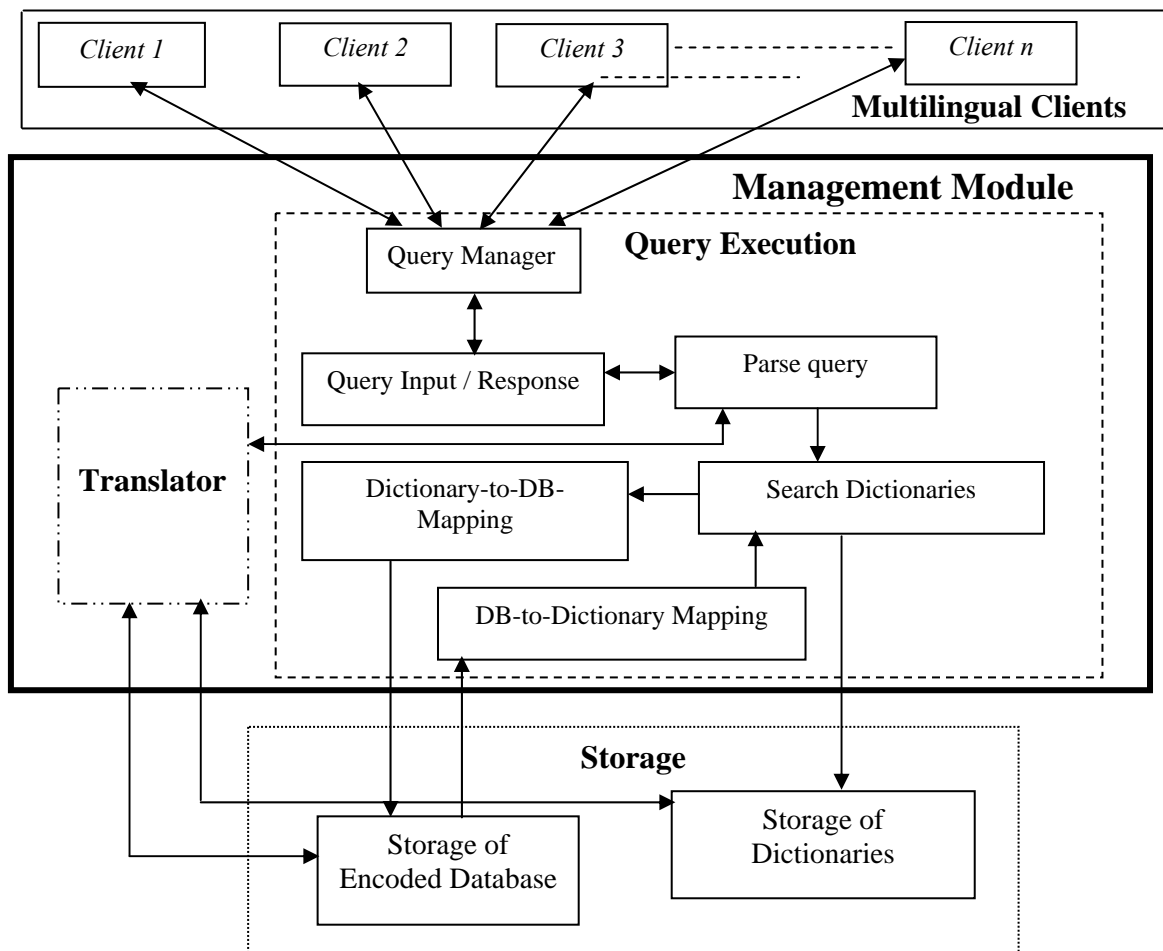 Client 1
Client 2
Client 3
Client n
Multilingual Clients
Management Module
Query Execution
Query Manager
Query Input / Response
Parse query
Translator
Dictionary-to-DB-
Mapping
Search Dictionaries
DB-to-Dictionary Mapping
Storage
Storage of
Encoded Database
Storage of
Dictionaries